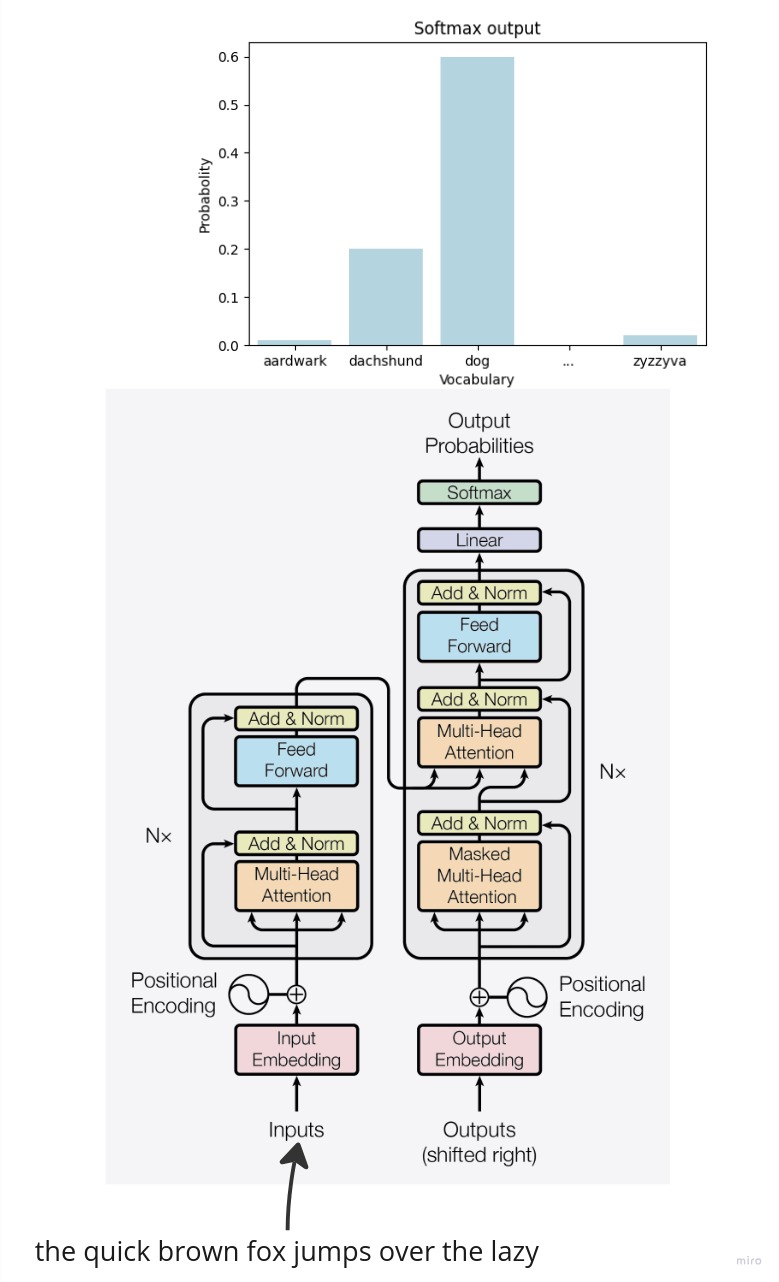 Softmax output
0.6
0.5
0.4
0.3
0.2
0.1
0.0
Probabolity
aardwark
dachshund
dog
...
zyzzyva
Vocabulary
Output
Probabilities
Softmax
Linear
Add & Norm
Feed
Forward
Add & Norm
Multi-Head
Attention
Add & Norm
Masked
Multi-Head
Attention
N×
Add & Norm
Feed
Forward
Add & Norm
Multi-Head
Attention
N×
Positional
Encoding
Positional
Encoding
Input
Embedding
Output
Embedding
Inputs
Outputs
(shifted right)
the quick brown fox jumps over the lazy
miro